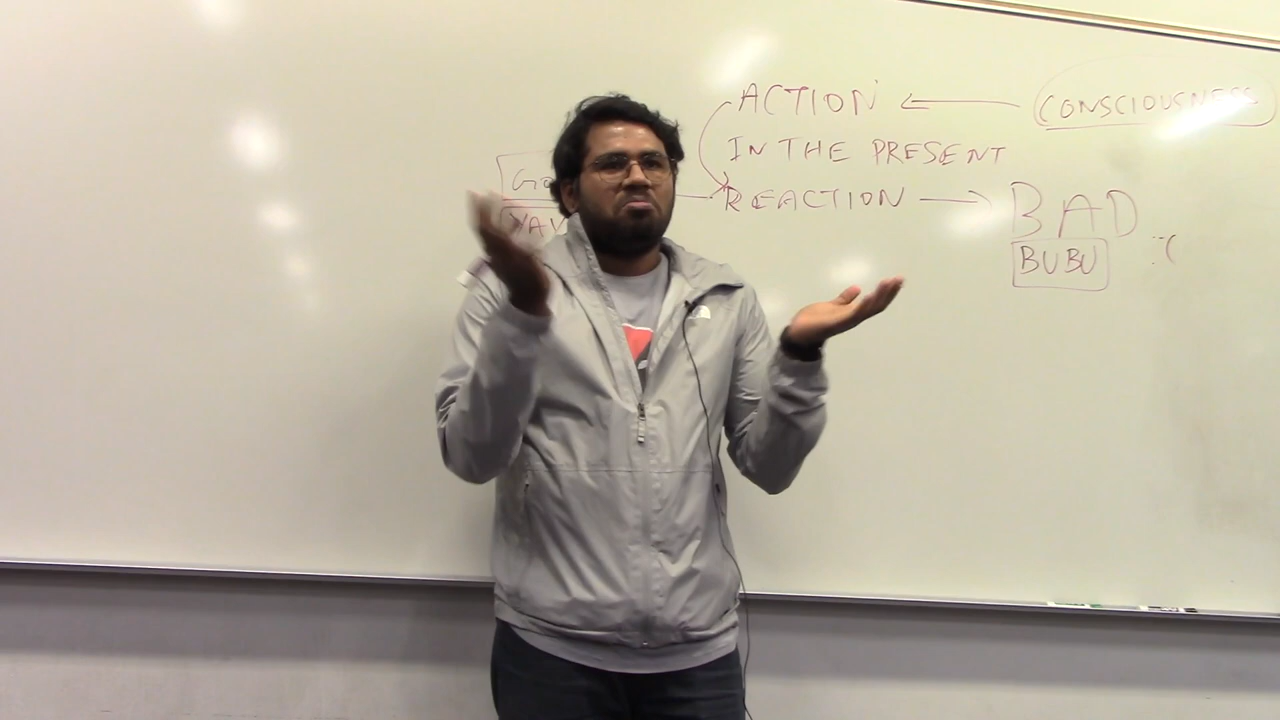 ACTION ← CONSCIOUSNESS
IN THE PRESENT
REACTION → BAD
BUBU :(